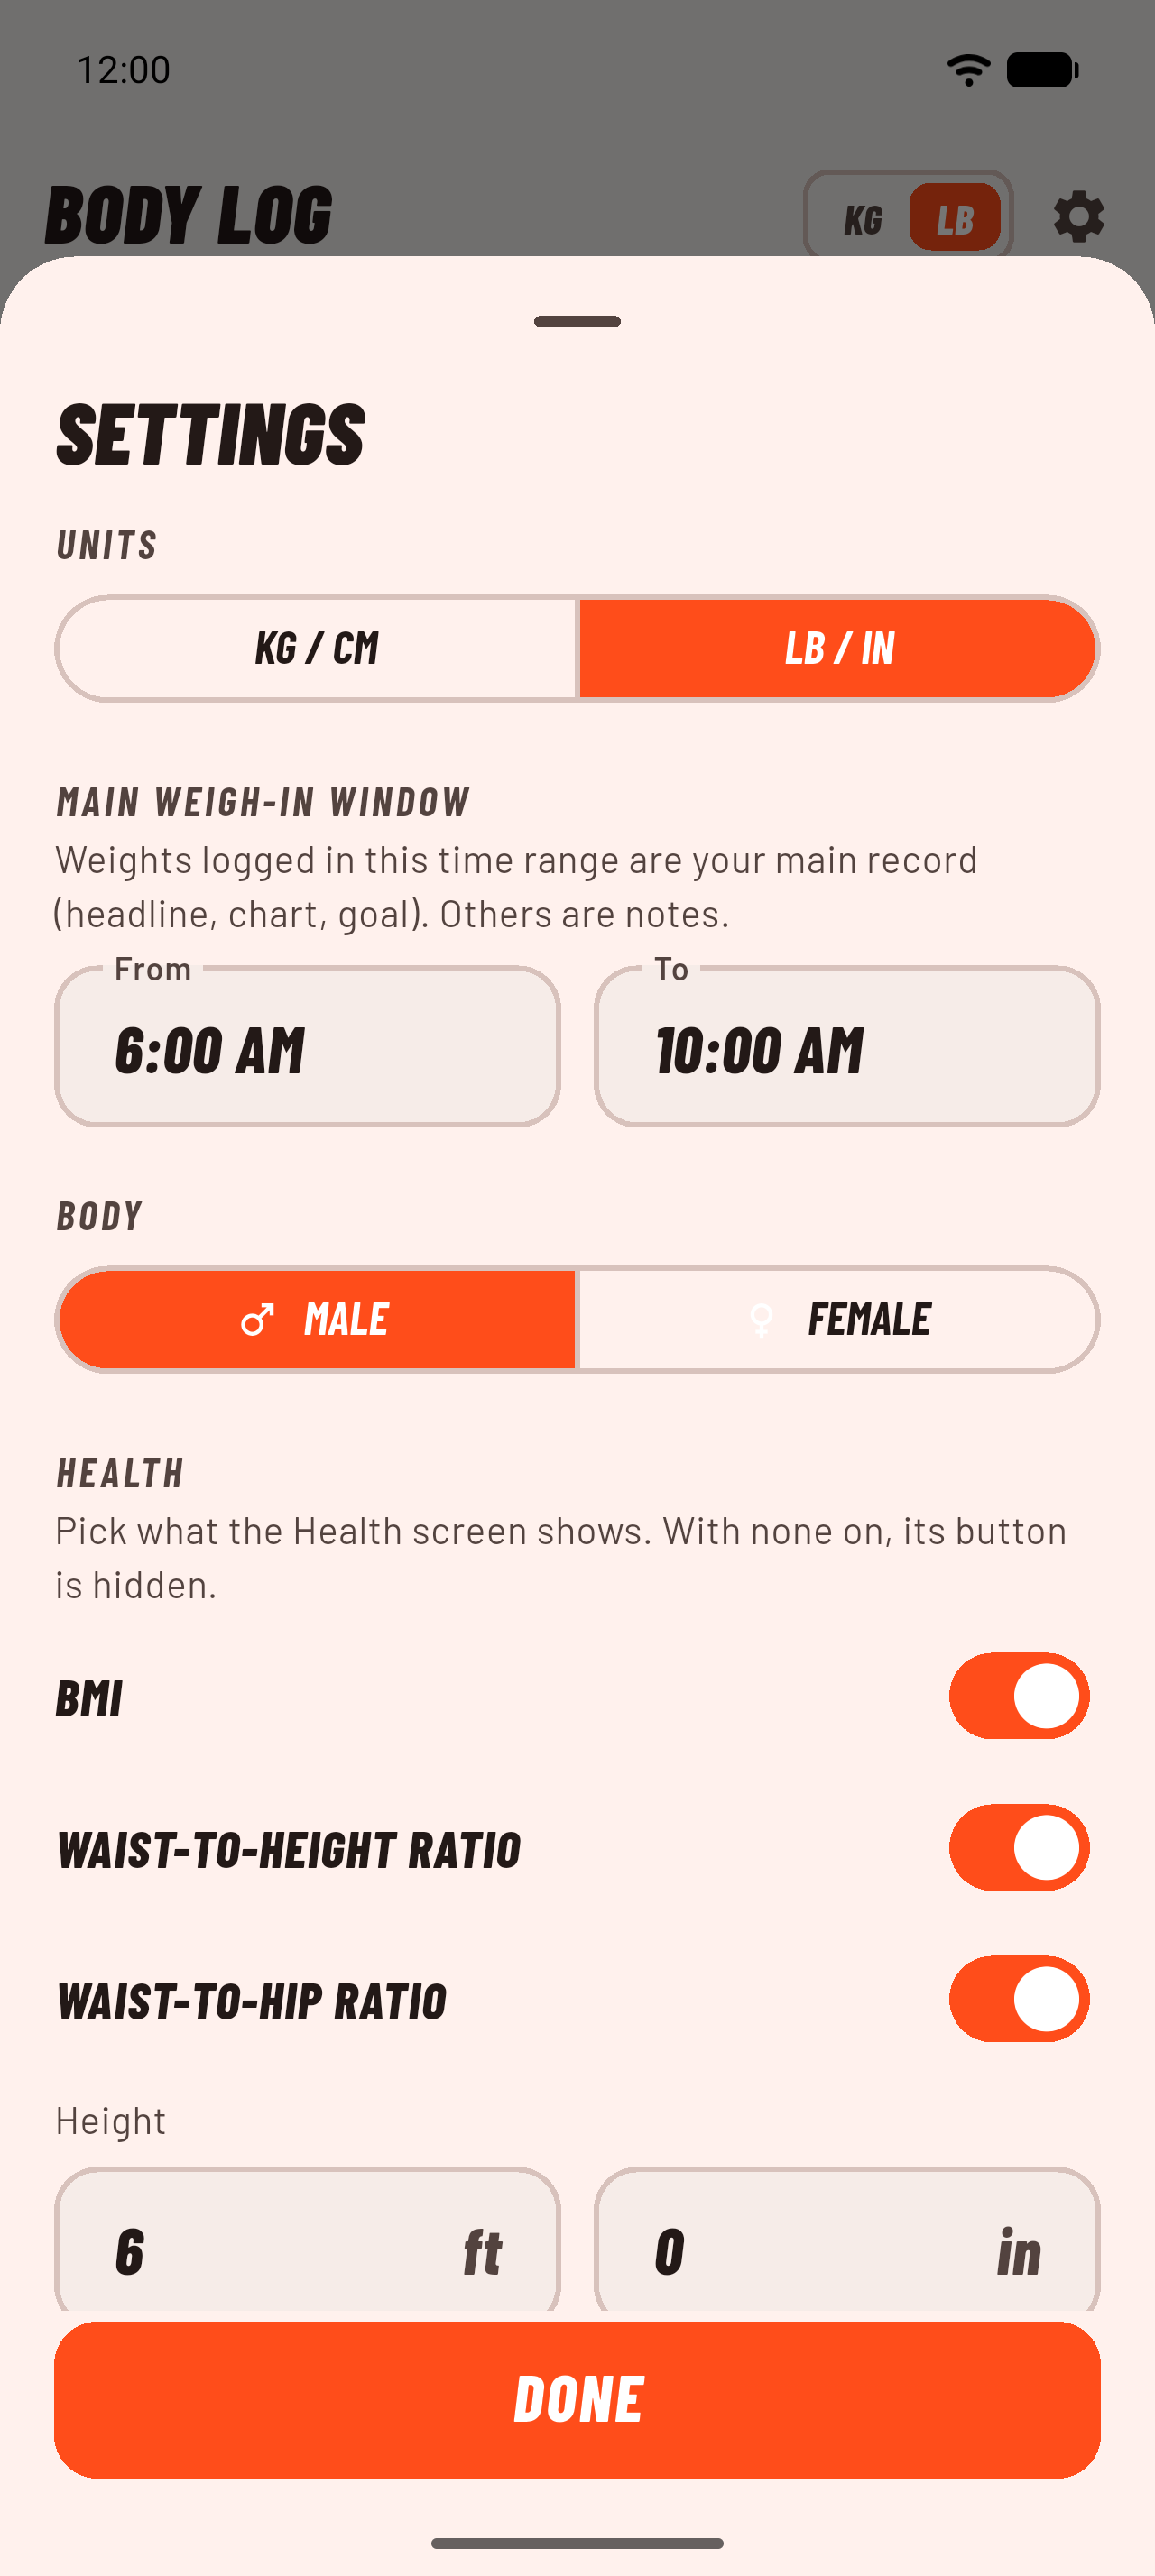 12:00
BODY LOG
KG LB
SETTINGS
UNITS
KG / CM
LB / IN
MAIN WEIGH-IN WINDOW
Weights logged in this time range are your main record
(headline, chart, goal). Others are notes.
From
6:00 AM
To
10:00 AM
BODY
♂ MALE
♀ FEMALE
HEALTH
Pick what the Health screen shows. With none on, its button
is hidden.
BMI
WAIST-TO-HEIGHT RATIO
WAIST-TO-HIP RATIO
Height
6 ft
0 in
DONE